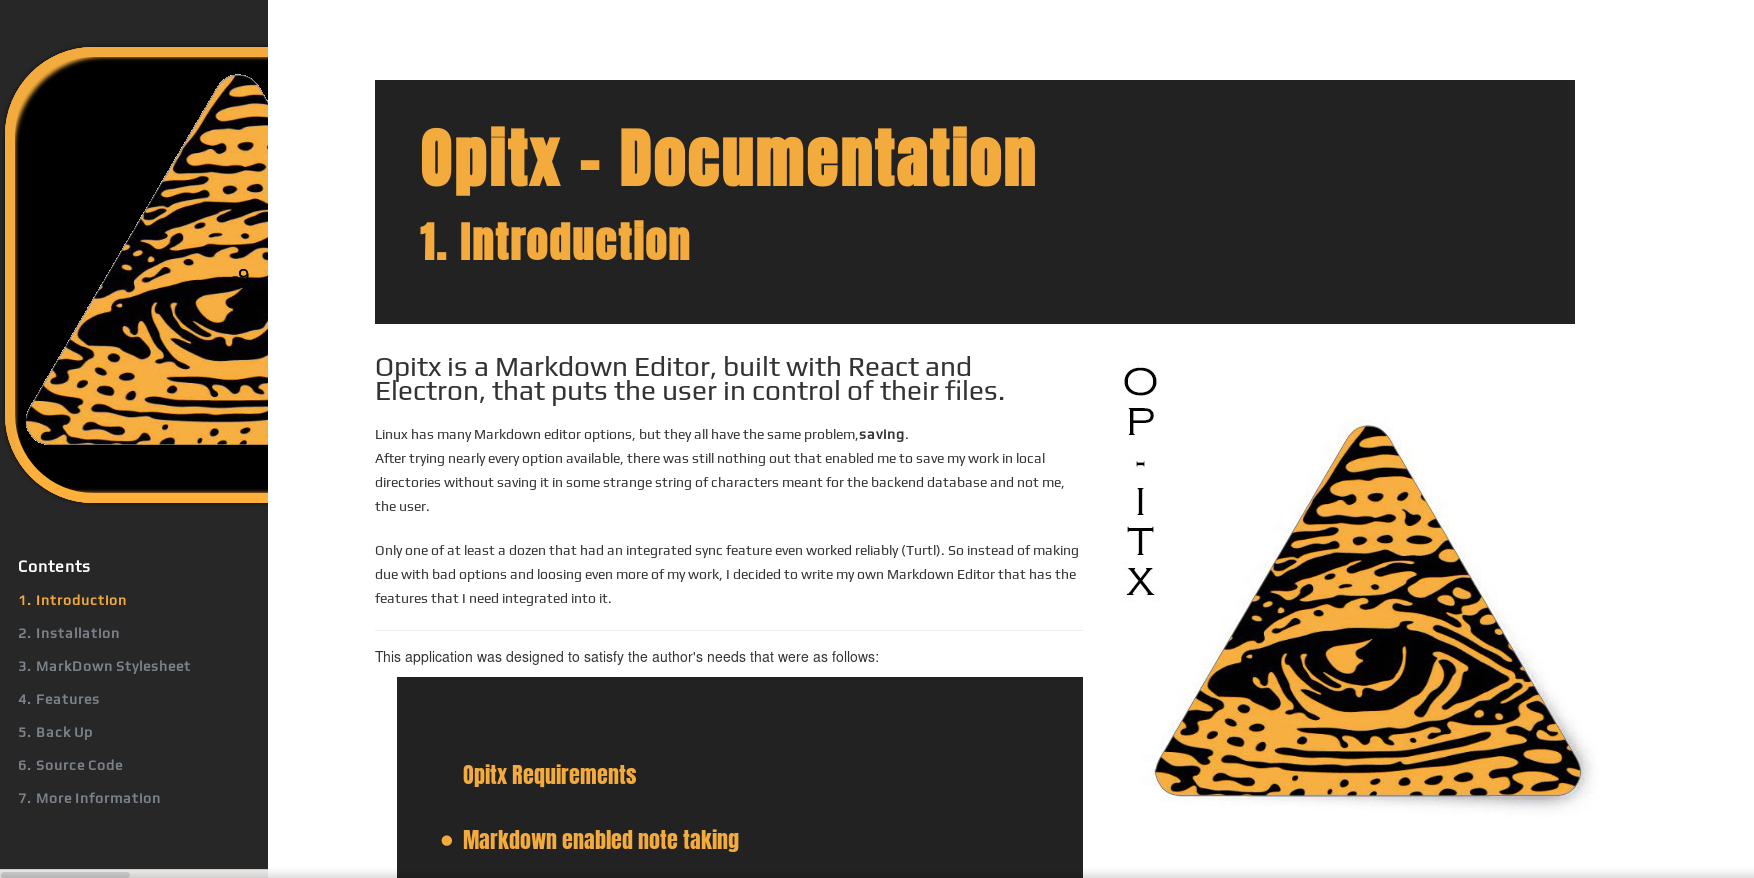 9
Contents
1. Introduction
2. Installation
3. MarkDown Stylesheet
4. Features
5. Back Up
6. Source Code
7. More Information
Opitx - Documentation
1. Introduction
Opitx is a Markdown Editor, built with React and
Electron, that puts the user in control of their files.
Linux has many Markdown editor options, but they all have the same problem,saving.
After trying nearly every option available, there was still nothing out that enabled me to save my work in local
directories without saving it in some strange string of characters meant for the backend database and not me,
the user.
Only one of at least a dozen that had an integrated sync feature even worked reliably (Turtl). So instead of making
due with bad options and loosing even more of my work, I decided to write my own Markdown Editor that has the
features that I need integrated into it.
This application was designed to satisfy the author's needs that were as follows:
Opitx Requirements
● Markdown enabled note taking
O
P
-
I
T
X